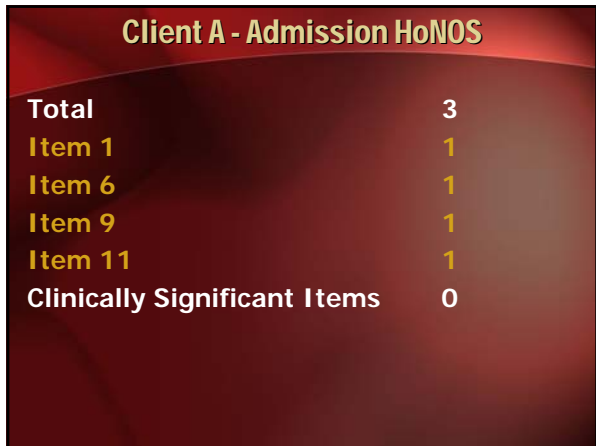 Client A - Admission HoNOS
Total 3
Item 1 1
Item 6 1
Item 9 1
Item 11 1
Clinically Significant Items 0